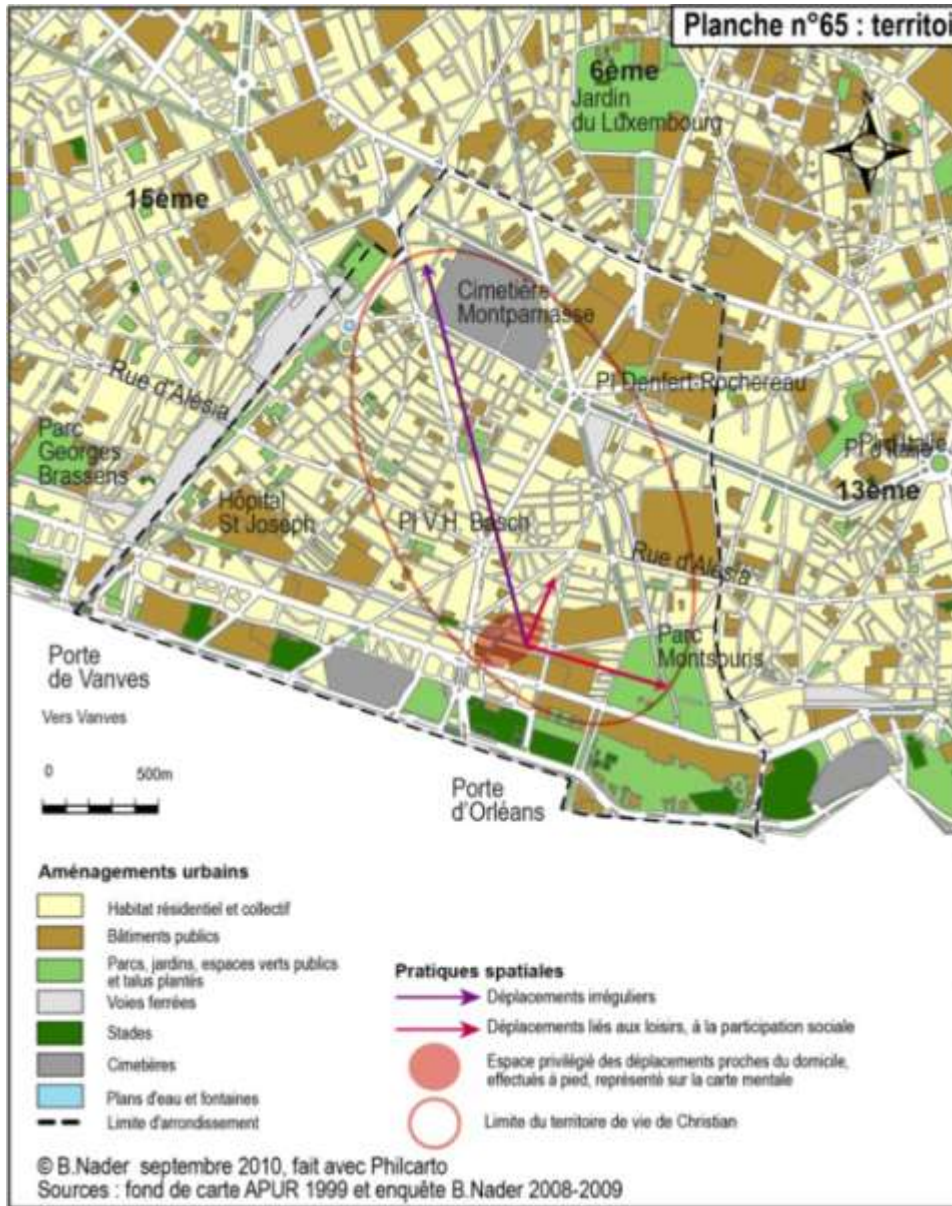 Planche n°65 : territoi
6ème
Jardin
du Luxembourg
N
15ème
Cimetière
Montparnasse
Rue d'Alésia
Pl Denfert-Rochereau
Parc
Georges
Brassens
Pl d'Italie
13ème
Hôpital
St Joseph
Pl V.H. Basch
Rue d'Alésia
Parc
Montsouris
Porte
de Vanves
Vers Vanves
0 500m
Porte
d'Orléans
Aménagements urbains
Habitat résidentiel et collectif
Bâtiments publics
Parcs, jardins, espaces verts publics
et talus plantés
Voies ferrées
Stades
Cimetères
Plans d'eau et fontaines
Limite d'arrondissement
Pratiques spatiales
Déplacements irréguliers
Déplacements liés aux loisirs, à la participation sociale
Espace privilégié des déplacements proches du domicile,
effectués à pied, représenté sur la carte mentale
Limite du territoire de vie de Christian
© B.Nader septembre 2010, fait avec Philcarto
Sources : fond de carte APUR 1999 et enquête B.Nader 2008-2009